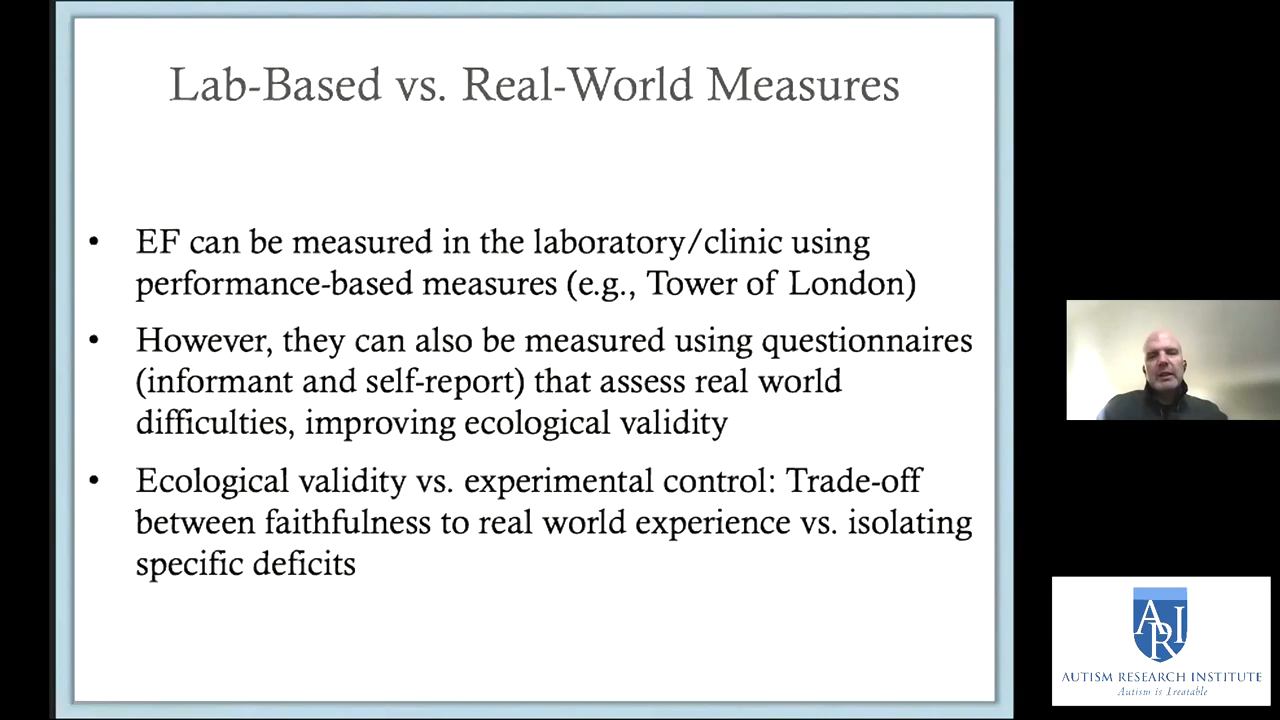 Lab-Based vs. Real-World Measures
• EF can be measured in the laboratory/clinic using
performance-based measures (e.g., Tower of London)
• However, they can also be measured using questionnaires
(informant and self-report) that assess real world
difficulties, improving ecological validity
• Ecological validity vs. experimental control: Trade-off
between faithfulness to real world experience vs. isolating
specific deficits
ARI
AUTISM RESEARCH INSTITUTE
Autism is Treatable